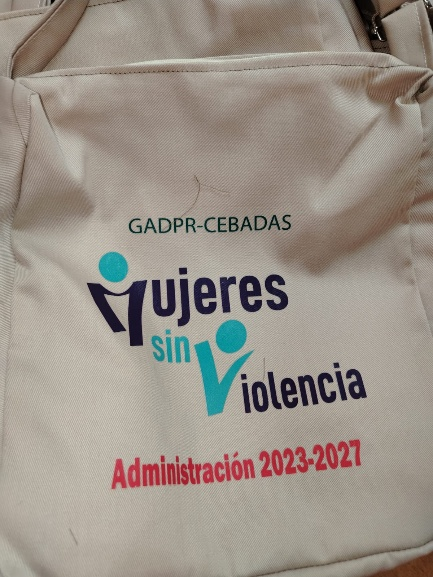 GADPR-CEBADAS
Mujeres
sin
Violencia
Administración 2023-2027